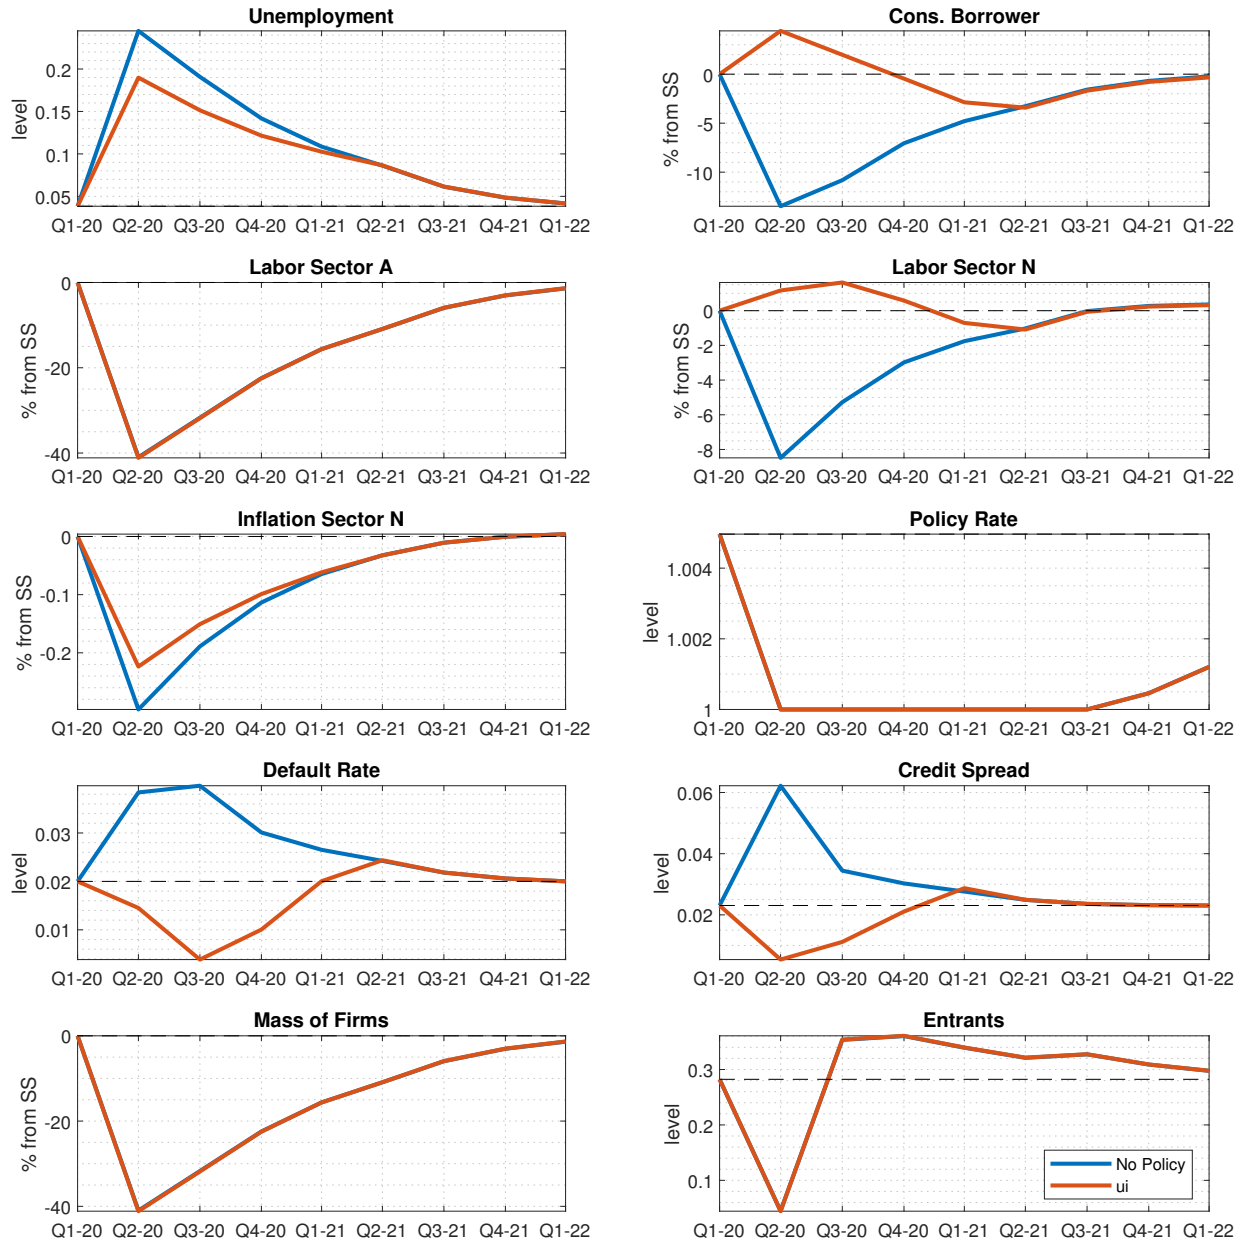 Unemployment
level
0.2
0.15
0.1
0.05
Q1-20 Q2-20 Q3-20 Q4-20 Q1-21 Q2-21 Q3-21 Q4-21 Q1-22
Cons. Borrower
% from SS
0
-5
-10
Q1-20 Q2-20 Q3-20 Q4-20 Q1-21 Q2-21 Q3-21 Q4-21 Q1-22
Labor Sector A
% from SS
0
-20
-40
Q1-20 Q2-20 Q3-20 Q4-20 Q1-21 Q2-21 Q3-21 Q4-21 Q1-22
Labor Sector N
% from SS
0
-2
-4
-6
-8
Q1-20 Q2-20 Q3-20 Q4-20 Q1-21 Q2-21 Q3-21 Q4-21 Q1-22
Inflation Sector N
% from SS
0
-0.1
-0.2
Q1-20 Q2-20 Q3-20 Q4-20 Q1-21 Q2-21 Q3-21 Q4-21 Q1-22
Policy Rate
level
1.004
1.002
1
Q1-20 Q2-20 Q3-20 Q4-20 Q1-21 Q2-21 Q3-21 Q4-21 Q1-22
Default Rate
level
0.03
0.02
0.01
Q1-20 Q2-20 Q3-20 Q4-20 Q1-21 Q2-21 Q3-21 Q4-21 Q1-22
Credit Spread
level
0.06
0.04
0.02
Q1-20 Q2-20 Q3-20 Q4-20 Q1-21 Q2-21 Q3-21 Q4-21 Q1-22
Mass of Firms
% from SS
0
-20
-40
Q1-20 Q2-20 Q3-20 Q4-20 Q1-21 Q2-21 Q3-21 Q4-21 Q1-22
Entrants
level
0.3
0.2
0.1
No Policy
ui
Q1-20 Q2-20 Q3-20 Q4-20 Q1-21 Q2-21 Q3-21 Q4-21 Q1-22